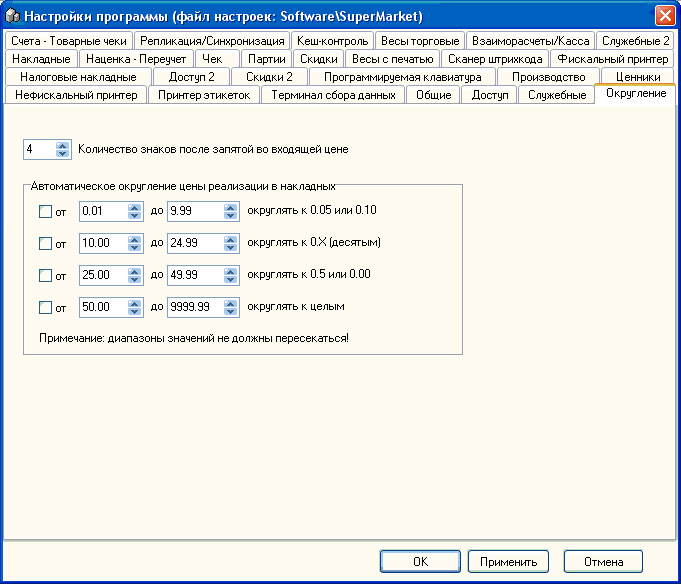 Настройки программы (файл настроек: Software\SuperMarket)
Счета - Товарные чеки Репликация/Синхронизация Кеш-контроль Весы торговые Взаиморасчеты/Касса Служебные 2
Накладные Наценка - Переучет Чек Партии Скидки Весы с печатью Сканер штрихкода Фискальный принтер
Налоговые накладные Доступ 2 Скидки 2 Программируемая клавиатура Производство Ценники
Нефискальный принтер Принтер этикеток Терминал сбора данных Общие Доступ Служебные Округление
4 Количество знаков после запятой во входящей цене
Автоматическое округление цены реализации в накладных
от 0.01 до 9.99 округлять к 0.05 или 0.10
от 10.00 до 24.99 округлять к 0.X (десятым)
от 25.00 до 49.99 округлять к 0.5 или 0.00
от 50.00 до 9999.99 округлять к целым
Примечание: диапазоны значений не должны пересекаться!
OK Применить Отмена